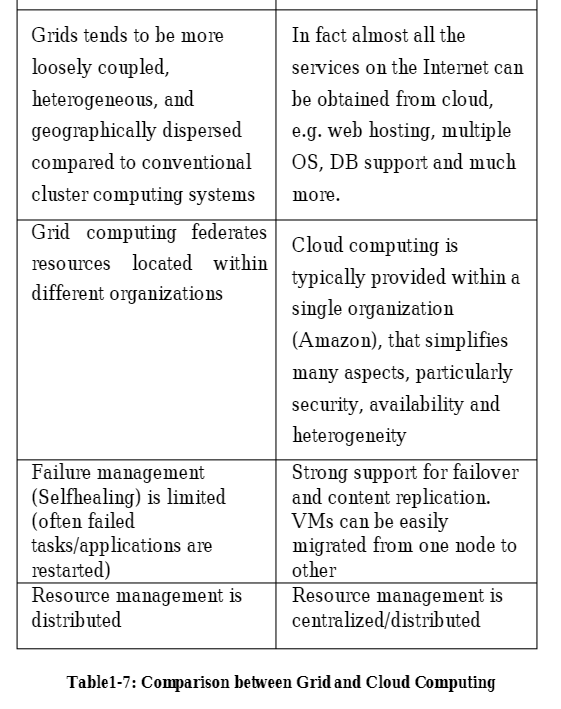 Grids tends to be more
loosely coupled,
heterogeneous, and
geographically dispersed
compared to conventional
cluster computing systems
In fact almost all the
services on the Internet can
be obtained from cloud,
e.g. web hosting, multiple
OS, DB support and much
more.
Grid computing federates
resources located within
different organizations
Cloud computing is
typically provided within a
single organization
(Amazon), that simplifies
many aspects, particularly
security, availability and
heterogeneity
Failure management
(Selfhealing) is limited
(often failed
tasks/applications are
restarted)
Strong support for failover
and content replication.
VMs can be easily
migrated from one node to
other
Resource management is
distributed
Resource management is
centralized/distributed
Table1-7: Comparison between Grid and Cloud Computing